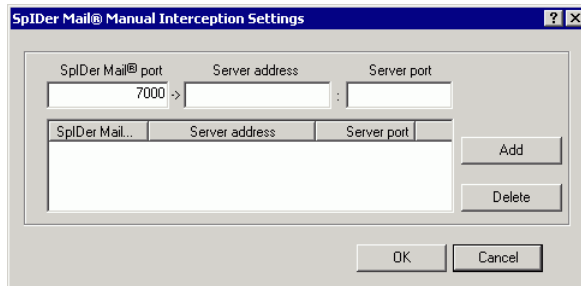 SpIDer Mail® Manual Interception Settings
SpIDer Mail® port Server address Server port
7000 -> :
SpIDer Mail... Server address Server port
Add
Delete
OK Cancel